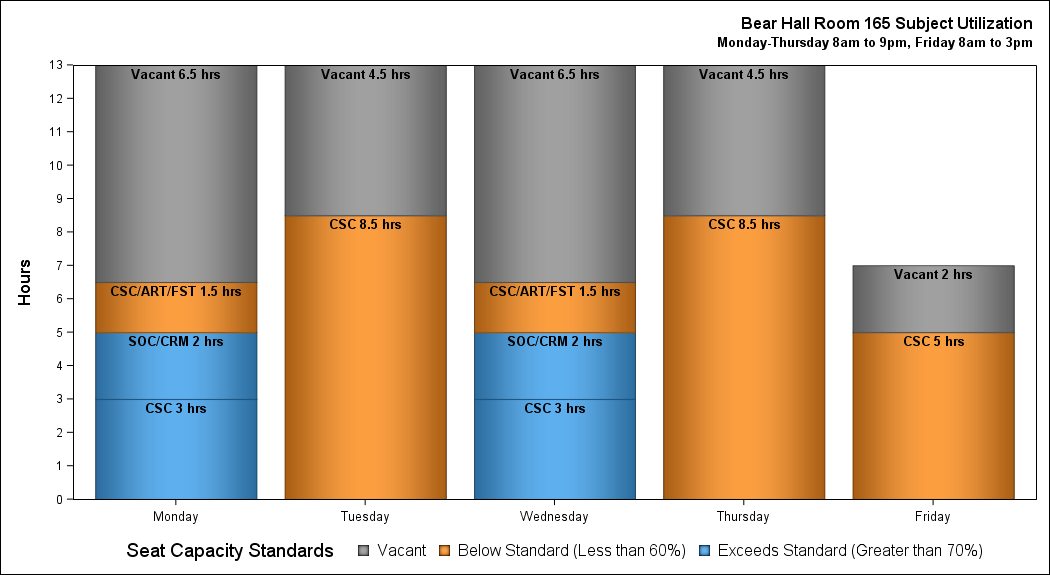 Bear Hall Room 165 Subject Utilization
Monday-Thursday 8am to 9pm, Friday 8am to 3pm
Hours
13
12
11
10
9
8
7
6
5
4
3
2
1
0
Vacant 6.5 hrs
CSC/ART/FST 1.5 hrs
SOC/CRM 2 hrs
CSC 3 hrs
Vacant 4.5 hrs
CSC 8.5 hrs
Vacant 6.5 hrs
CSC/ART/FST 1.5 hrs
SOC/CRM 2 hrs
CSC 3 hrs
Vacant 4.5 hrs
CSC 8.5 hrs
Vacant 2 hrs
CSC 5 hrs
Monday Tuesday Wednesday Thursday Friday
Seat Capacity Standards Vacant Below Standard (Less than 60%) Exceeds Standard (Greater than 70%)